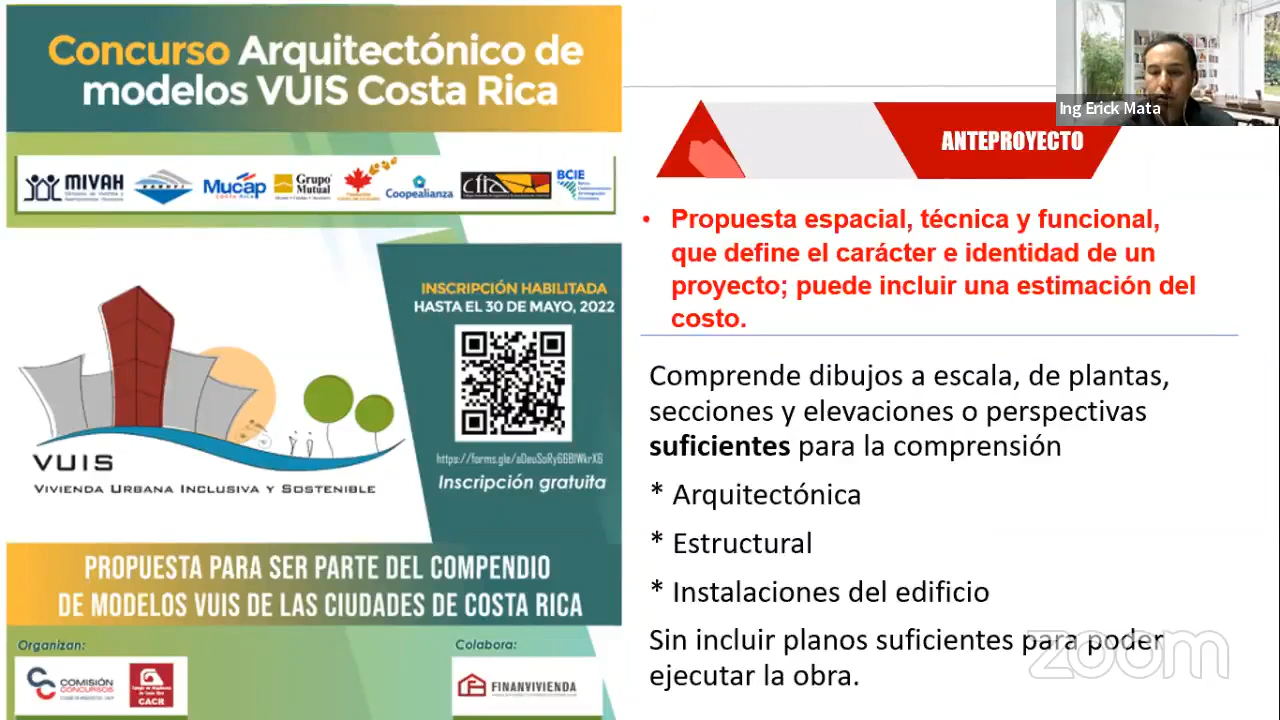 Concurso Arquitectónico de
modelos VUIS Costa Rica
MIVAH
Mucap
COSTA RICA
Grupo
Mutual
Coopealianza
cfia
BCIE
INSCRIPCIÓN HABILITADA
HASTA EL 30 DE MAYO, 2022
Inscripción gratuita
VUIS
VIVIENDA URBANA INCLUSIVA Y SOSTENIBLE
PROPUESTA PARA SER PARTE DEL COMPENDIO
DE MODELOS VUIS DE LAS CIUDADES DE COSTA RICA
Organizan:
COMISIÓN
CONCURSOS
CACR
Colabora:
FINANVIVIENDA
Ing Erick Mata
ANTEPROYECTO
• Propuesta espacial, técnica y funcional,
que define el carácter e identidad de un
proyecto; puede incluir una estimación del
costo.
Comprende dibujos a escala, de plantas,
secciones y elevaciones o perspectivas
suficientes para la comprensión
* Arquitectónica
* Estructural
* Instalaciones del edificio
Sin incluir planos suficientes para poder
ejecutar la obra.
zoom